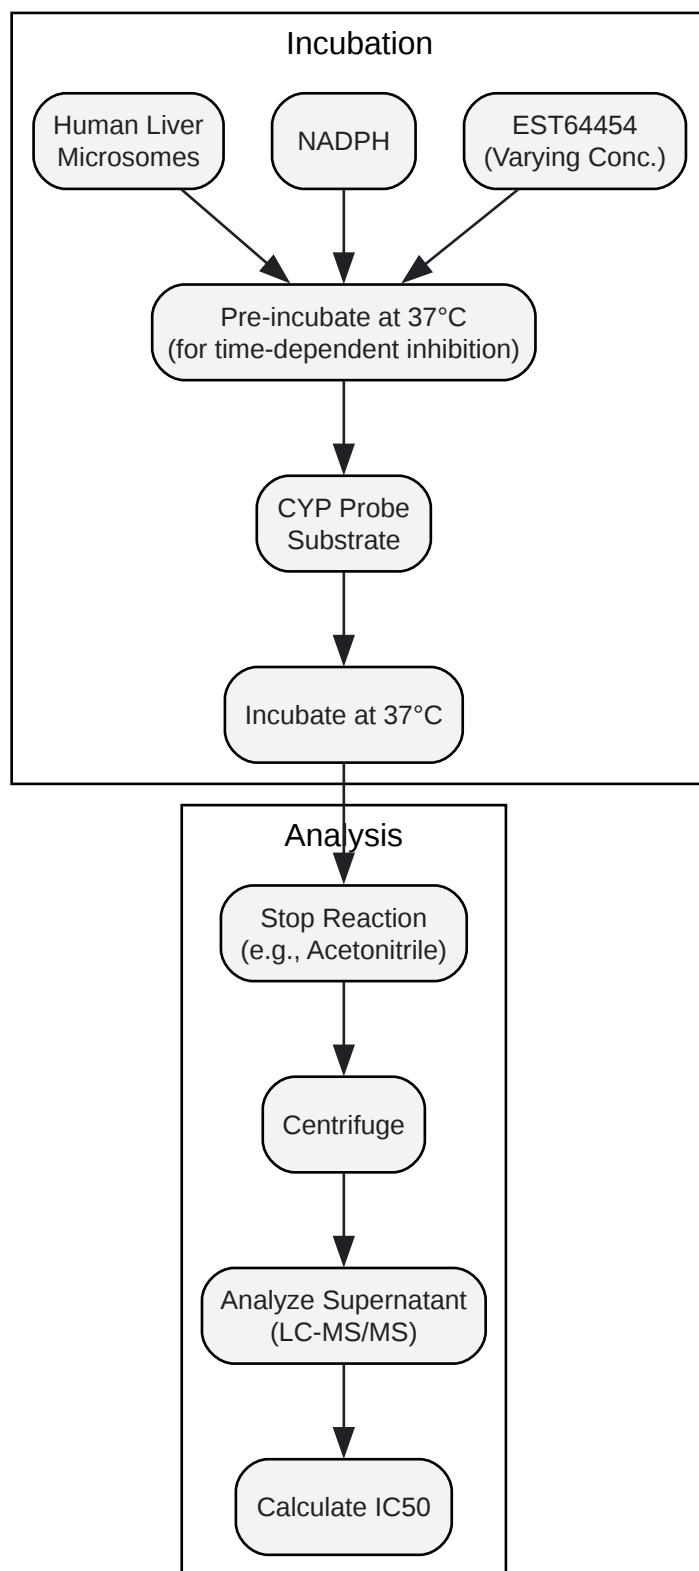 Incubation
Human Liver
Microsomes
NADPH
EST64454
(Varying Conc.)
Pre-incubate at 37°C
(for time-dependent inhibition)
CYP Probe
Substrate
Incubate at 37°C
Analysis
Stop Reaction
(e.g., Acetonitrile)
Centrifuge
Analyze Supernatant
(LC-MS/MS)
Calculate IC50